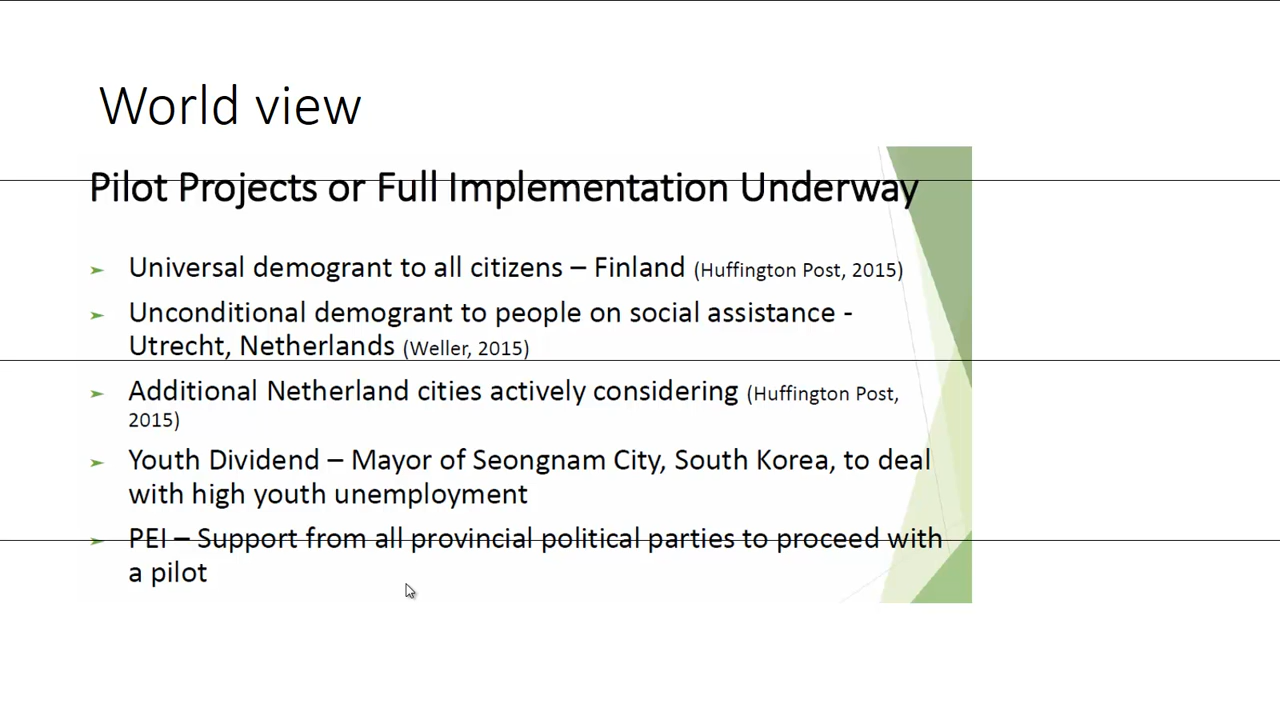 World view
Pilot Projects or Full Implementation Underway
➢ Universal demogrant to all citizens – Finland (Huffington Post, 2015)
➢ Unconditional demogrant to people on social assistance -
Utrecht, Netherlands (Weller, 2015)
➢ Additional Netherland cities actively considering (Huffington Post,
2015)
➢ Youth Dividend – Mayor of Seongnam City, South Korea, to deal
with high youth unemployment
➢ PEI – Support from all provincial political parties to proceed with
a pilot